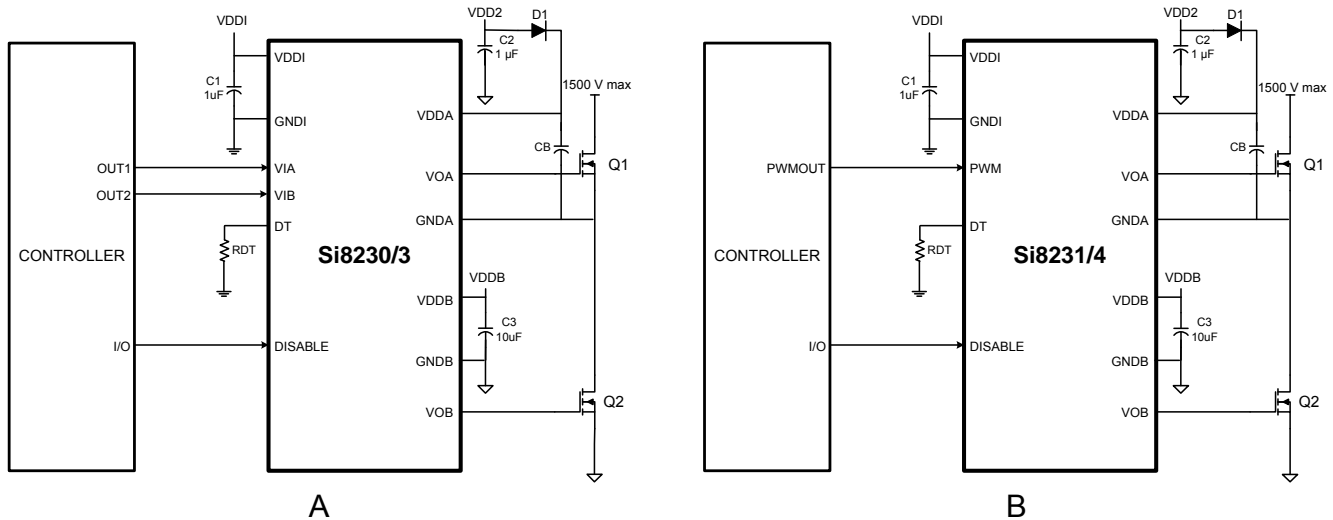 VDDI
VDDI
C1
1uF
GNDI
OUT1
VIA
OUT2
VIB
DT
RDT
CONTROLLER
Si8230/3
I/O
DISABLE
VDD2
D1
C2
1 µF
1500 V max
VDDA
CB
VOA
Q1
GNDA
VDDB
VDDB
C3
10uF
GNDB
VOB
Q2
A
VDDI
VDDI
C1
1uF
GNDI
PWMOUT
PWM
DT
RDT
CONTROLLER
Si8231/4
I/O
DISABLE
VDD2
D1
C2
1 µF
1500 V max
VDDA
CB
VOA
Q1
GNDA
VDDB
VDDB
C3
10uF
GNDB
VOB
Q2
B